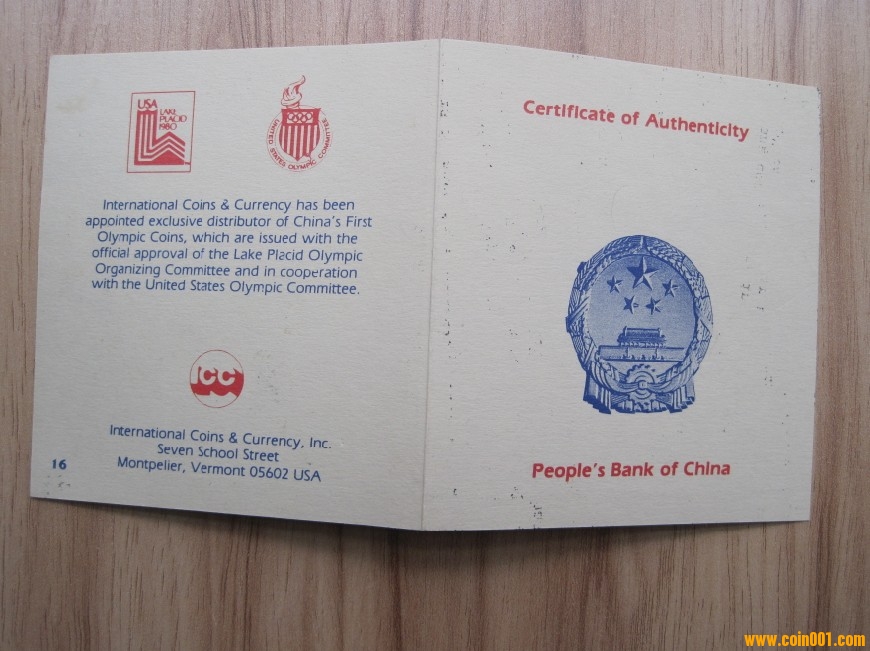 USA
LAKE
PLACID
1980
UNITED STATES OLYMPIC COMMITTEE
International Coins & Currency has been
appointed exclusive distributor of China's First
Olympic Coins, which are issued with the
official approval of the Lake Placid Olympic
Organizing Committee and in cooperation
with the United States Olympic Committee.
ICC
International Coins & Currency, Inc.
Seven School Street
Montpelier, Vermont 05602 USA
16
Certificate of Authenticity
People's Bank of China
www.coin001.com